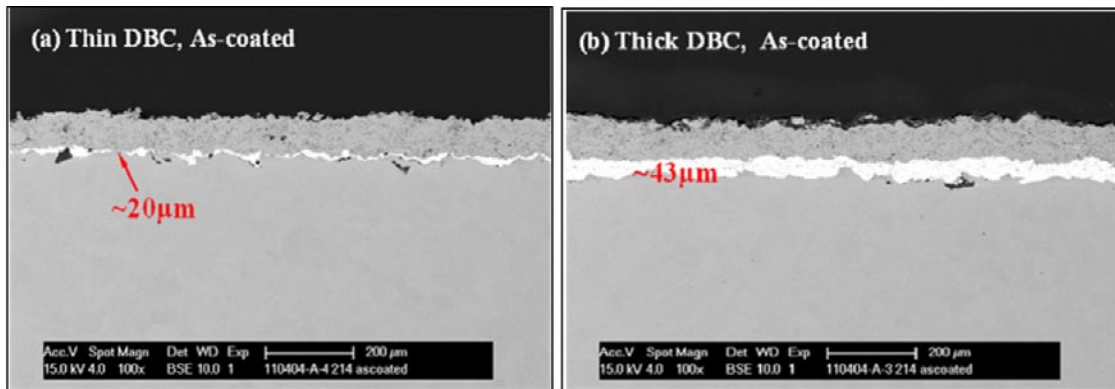 (a) Thin DBC, As-coated
~20µm
Acc.V Spot Magn Det WD Exp 200 µm
15.0 kV 4.0 100x BSE 10.0 1 110404-A-4 214 ascoated
(b) Thick DBC, As-coated
~43µm
Acc.V Spot Magn Det WD Exp 200 µm
15.0 kV 4.0 100x BSE 10.0 1 110404-A-3 214 ascoated